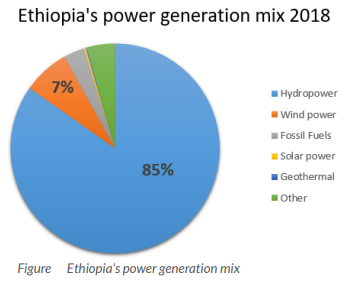 Ethiopia's power generation mix 2018
7%
85%
Hydropower
Wind power
Fossil Fuels
Solar power
Geothermal
Other
Figure Ethiopia's power generation mix